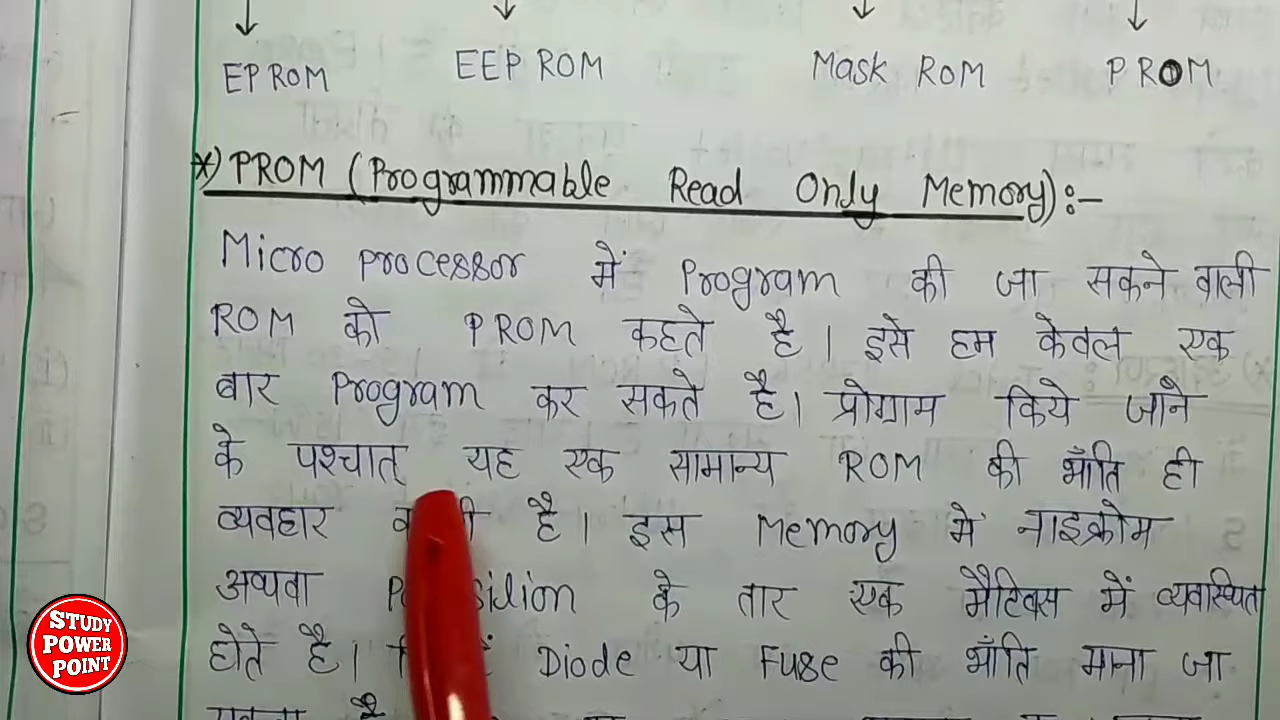 EPROM EEPROM Mask ROM PROM
*) PROM (Programmable Read Only Memory):-
Micro processor में Program की जा सकने वाली
ROM को PROM कहते है। इसे हम केवल एक
बार Program कर सकते है। प्रोग्राम किये जाने
के पश्चात् यह एक सामान्य ROM की भाँति ही
व्यवहार है। इस Memory में नाइक्रोम
अथवा के तार एक मैट्रिक्स में व्यवस्थित
होते है। Diode या Fuse की भाँति माना जा
STUDY
POWER
POINT